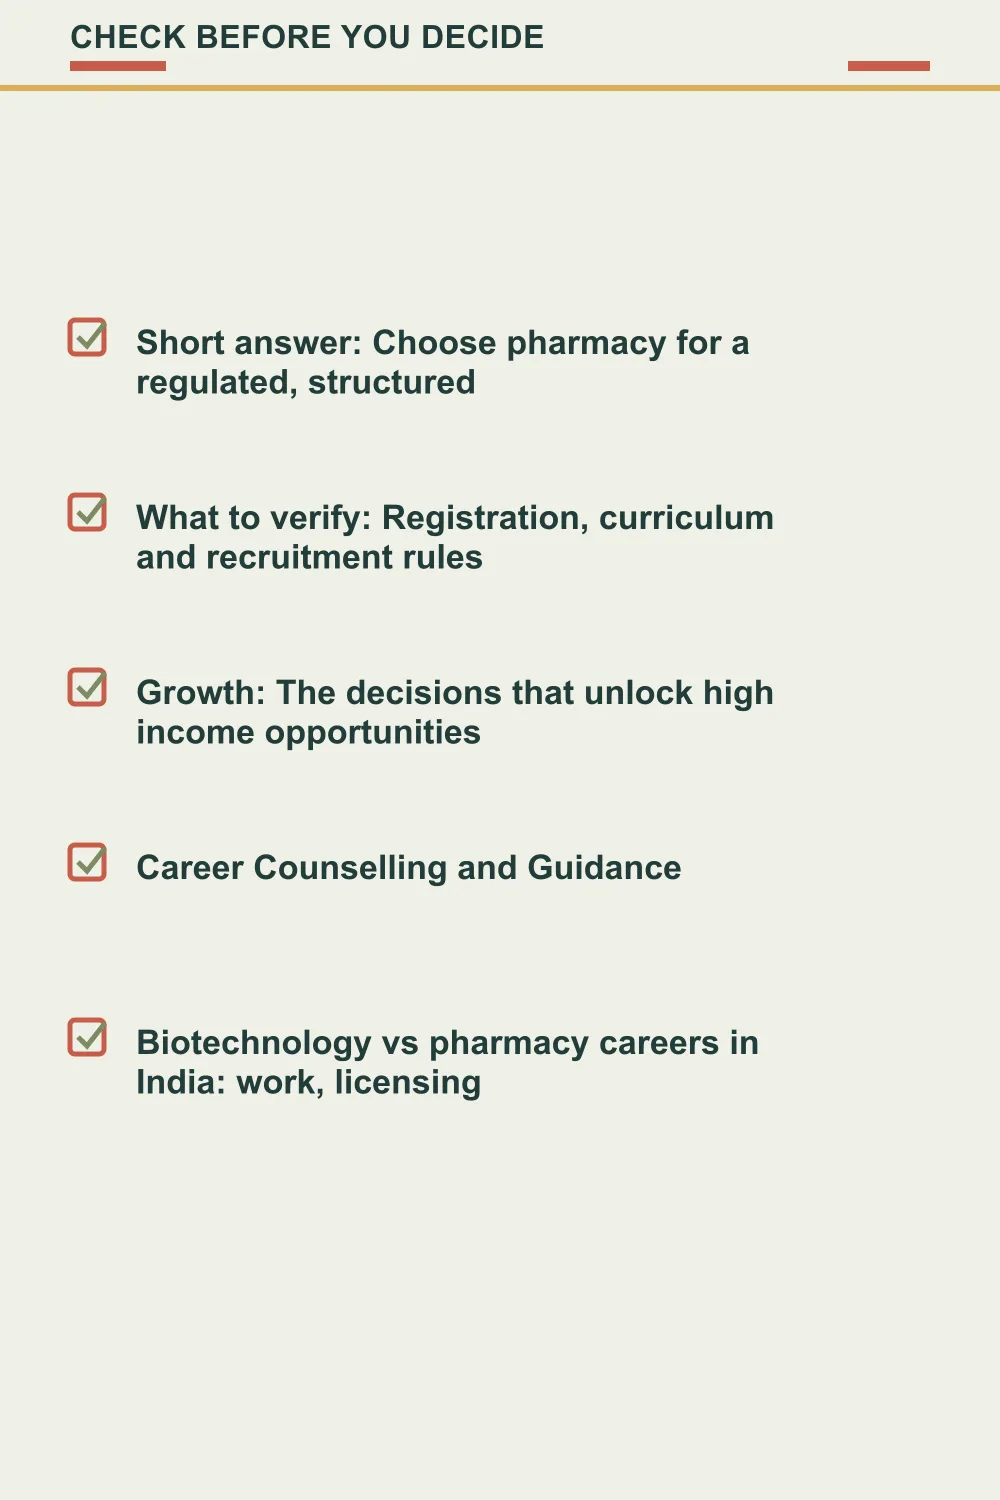 CHECK BEFORE YOU DECIDE
Short answer: Choose pharmacy for a
regulated, structured
What to verify: Registration, curriculum
and recruitment rules
Growth: The decisions that unlock high
income opportunities
Career Counselling and Guidance
Biotechnology vs pharmacy careers in
India: work, licensing